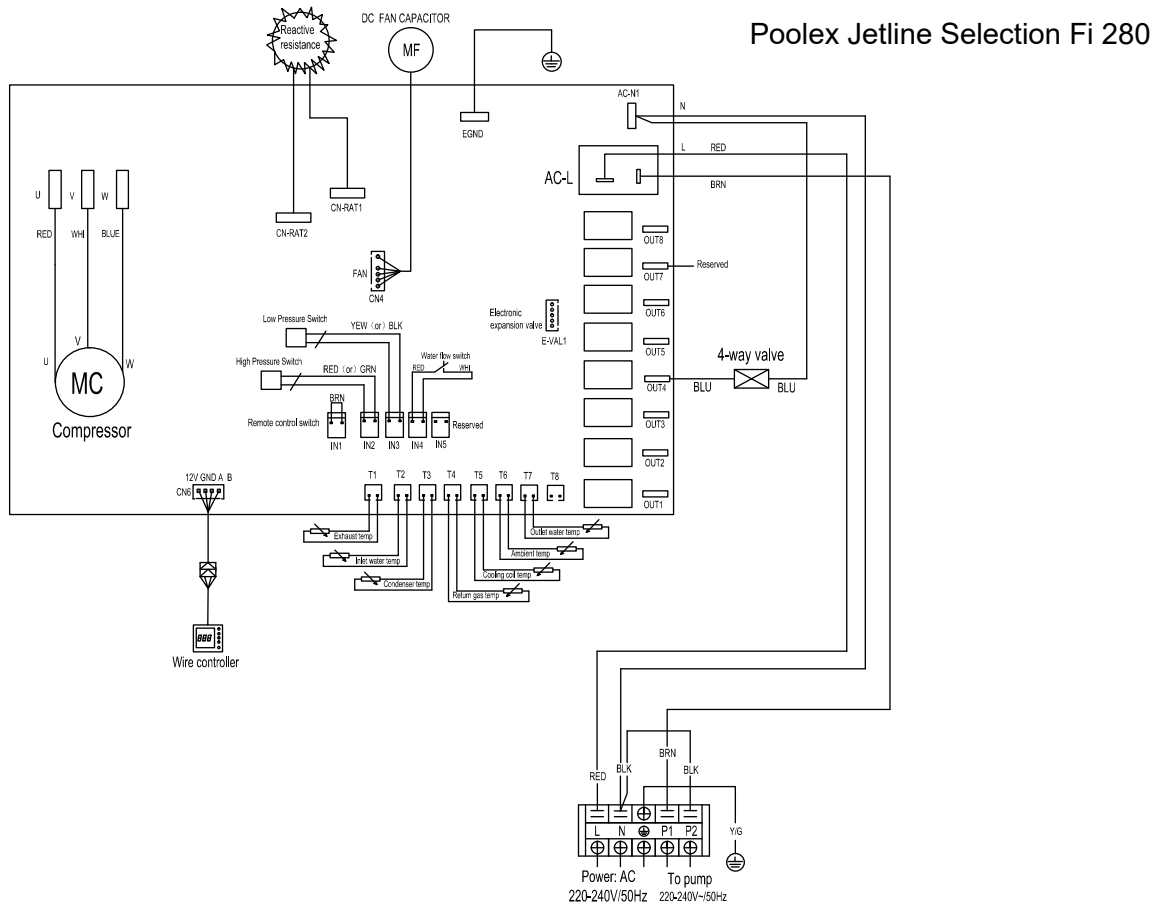 Poolex Jetline Selection Fi 280
DC FAN CAPACITOR
MF
Reactive
resistance
AC-N1
N
EGND
L
RED
AC-L
BRN
U
V
W
CN-RAT1
RED
WHI
BLUE
CN-RAT2
OUT8
FAN
OUT7
Reserved
CN4
Electronic
expansion valve
OUT6
Low Pressure Switch
YEW (or) BLK
E-VAL1
OUT5
4-way valve
V
U
W
High Pressure Switch
RED (or) GRN
Water flow switch
RED
WHI
OUT4
BLU
BLU
MC
Compressor
BRN
Remote control switch
Reserved
OUT3
IN1
IN2
IN3
IN4
IN5
OUT2
12V GND A B
CN6
T1
T2
T3
T4
T5
T6
T7
T8
OUT1
Exhaust temp
Outlet water temp
Inlet water temp
Ambient temp
Condenser temp
Cooling coil temp
Return gas temp
888
Wire controller
RED
BLK
BRN
BLK
L
N
P1
P2
Y/G
Power: AC
220-240V/50Hz
To pump
220-240V~/50Hz